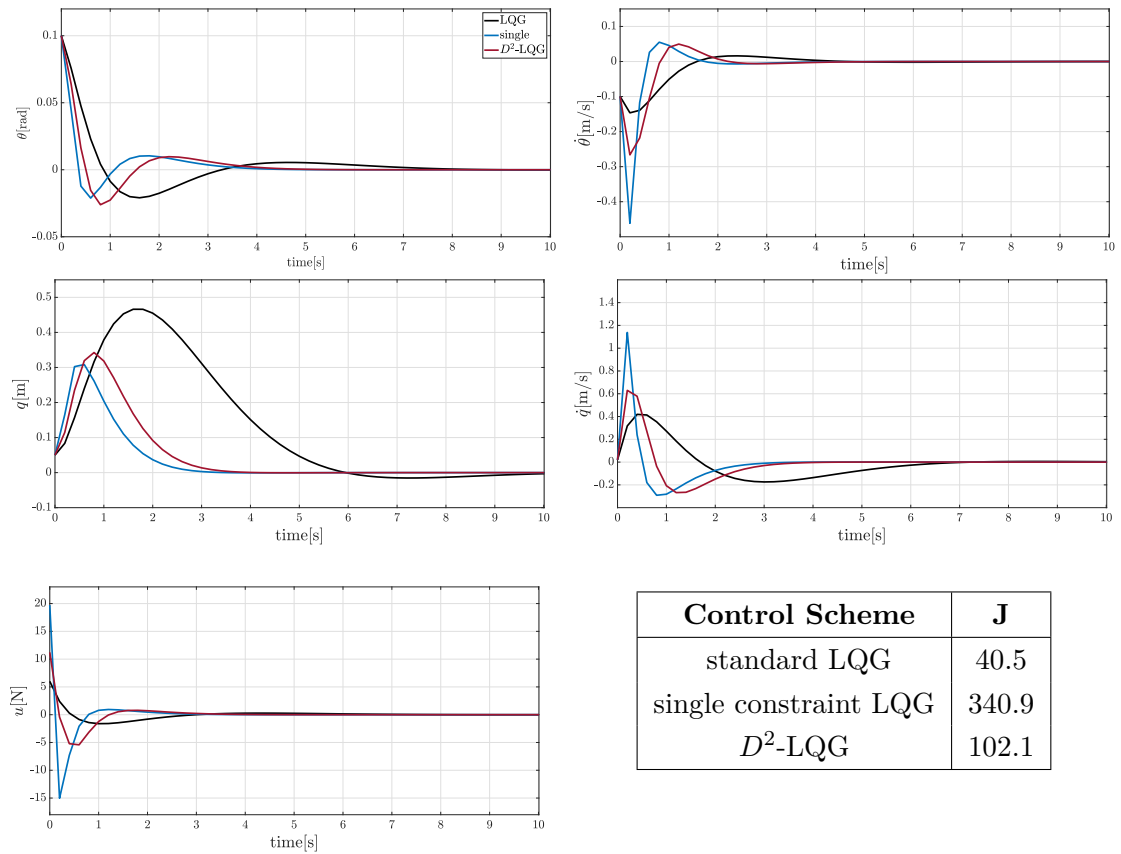 LQG
single
D²-LQG
0.1
0.05
0
-0.05
θ[rad]
0 1 2 3 4 5 6 7 8 9 10
time[s]
0.1
0
-0.1
-0.2
-0.3
-0.4
θ̇[m/s]
0 1 2 3 4 5 6 7 8 9 10
time[s]
0.5
0.4
0.3
0.2
0.1
0
-0.1
q[m]
0 1 2 3 4 5 6 7 8 9 10
time[s]
1.4
1.2
1
0.8
0.6
0.4
0.2
0
-0.2
q̇[m/s]
0 1 2 3 4 5 6 7 8 9 10
time[s]
20
15
10
5
0
-5
-10
-15
u[N]
0 1 2 3 4 5 6 7 8 9 10
time[s]
Control Scheme J
standard LQG 40.5
single constraint LQG 340.9
D²-LQG 102.1